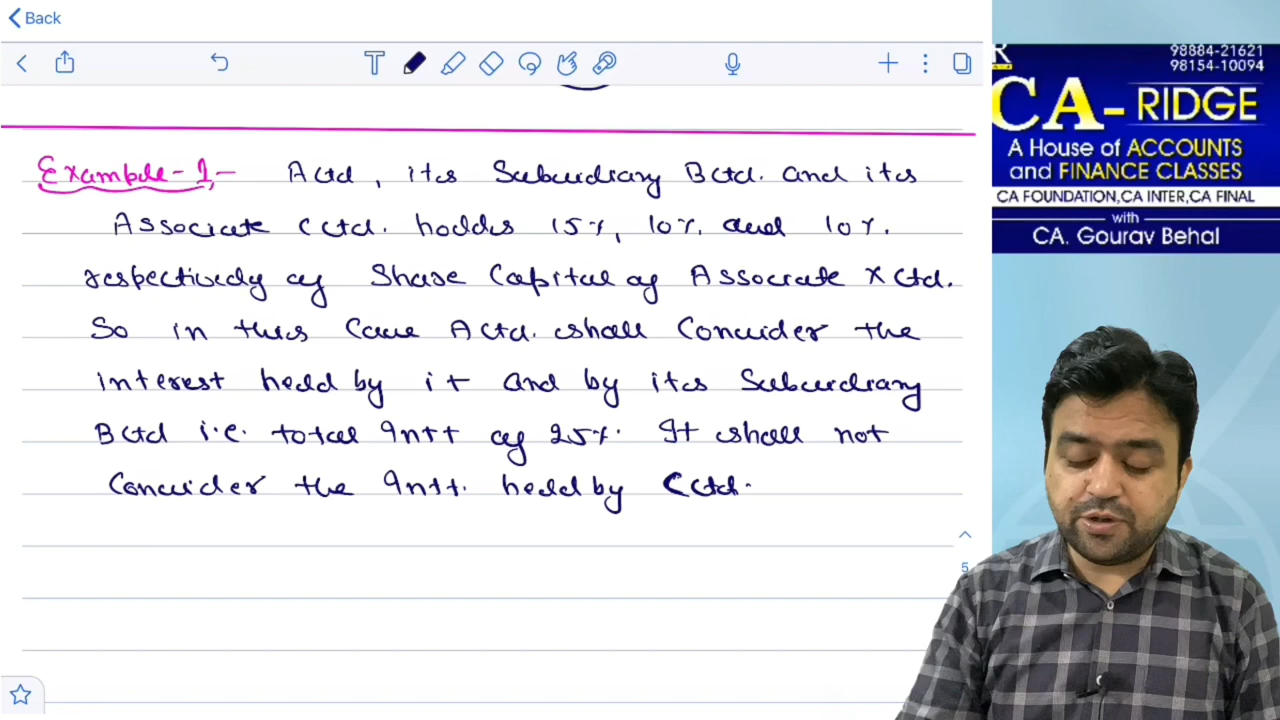 Back
Example-1:- A Ltd, its Subsidiary B Ltd. and its
Associate C Ltd. holds 15%, 10% and 10%
respectively of Share Capital of Associate X Ltd.
So in this Case A Ltd. shall Consider the
interest held by it and by its Subsidiary
B Ltd i.e. total Intt of 25%. It shall not
Consider the Intt. held by C Ltd.
5
R
98884-21621
98154-10094
CA-RIDGE
A House of ACCOUNTS
and FINANCE CLASSES
CA FOUNDATION,CA INTER,CA FINAL
with
CA. Gourav Behal